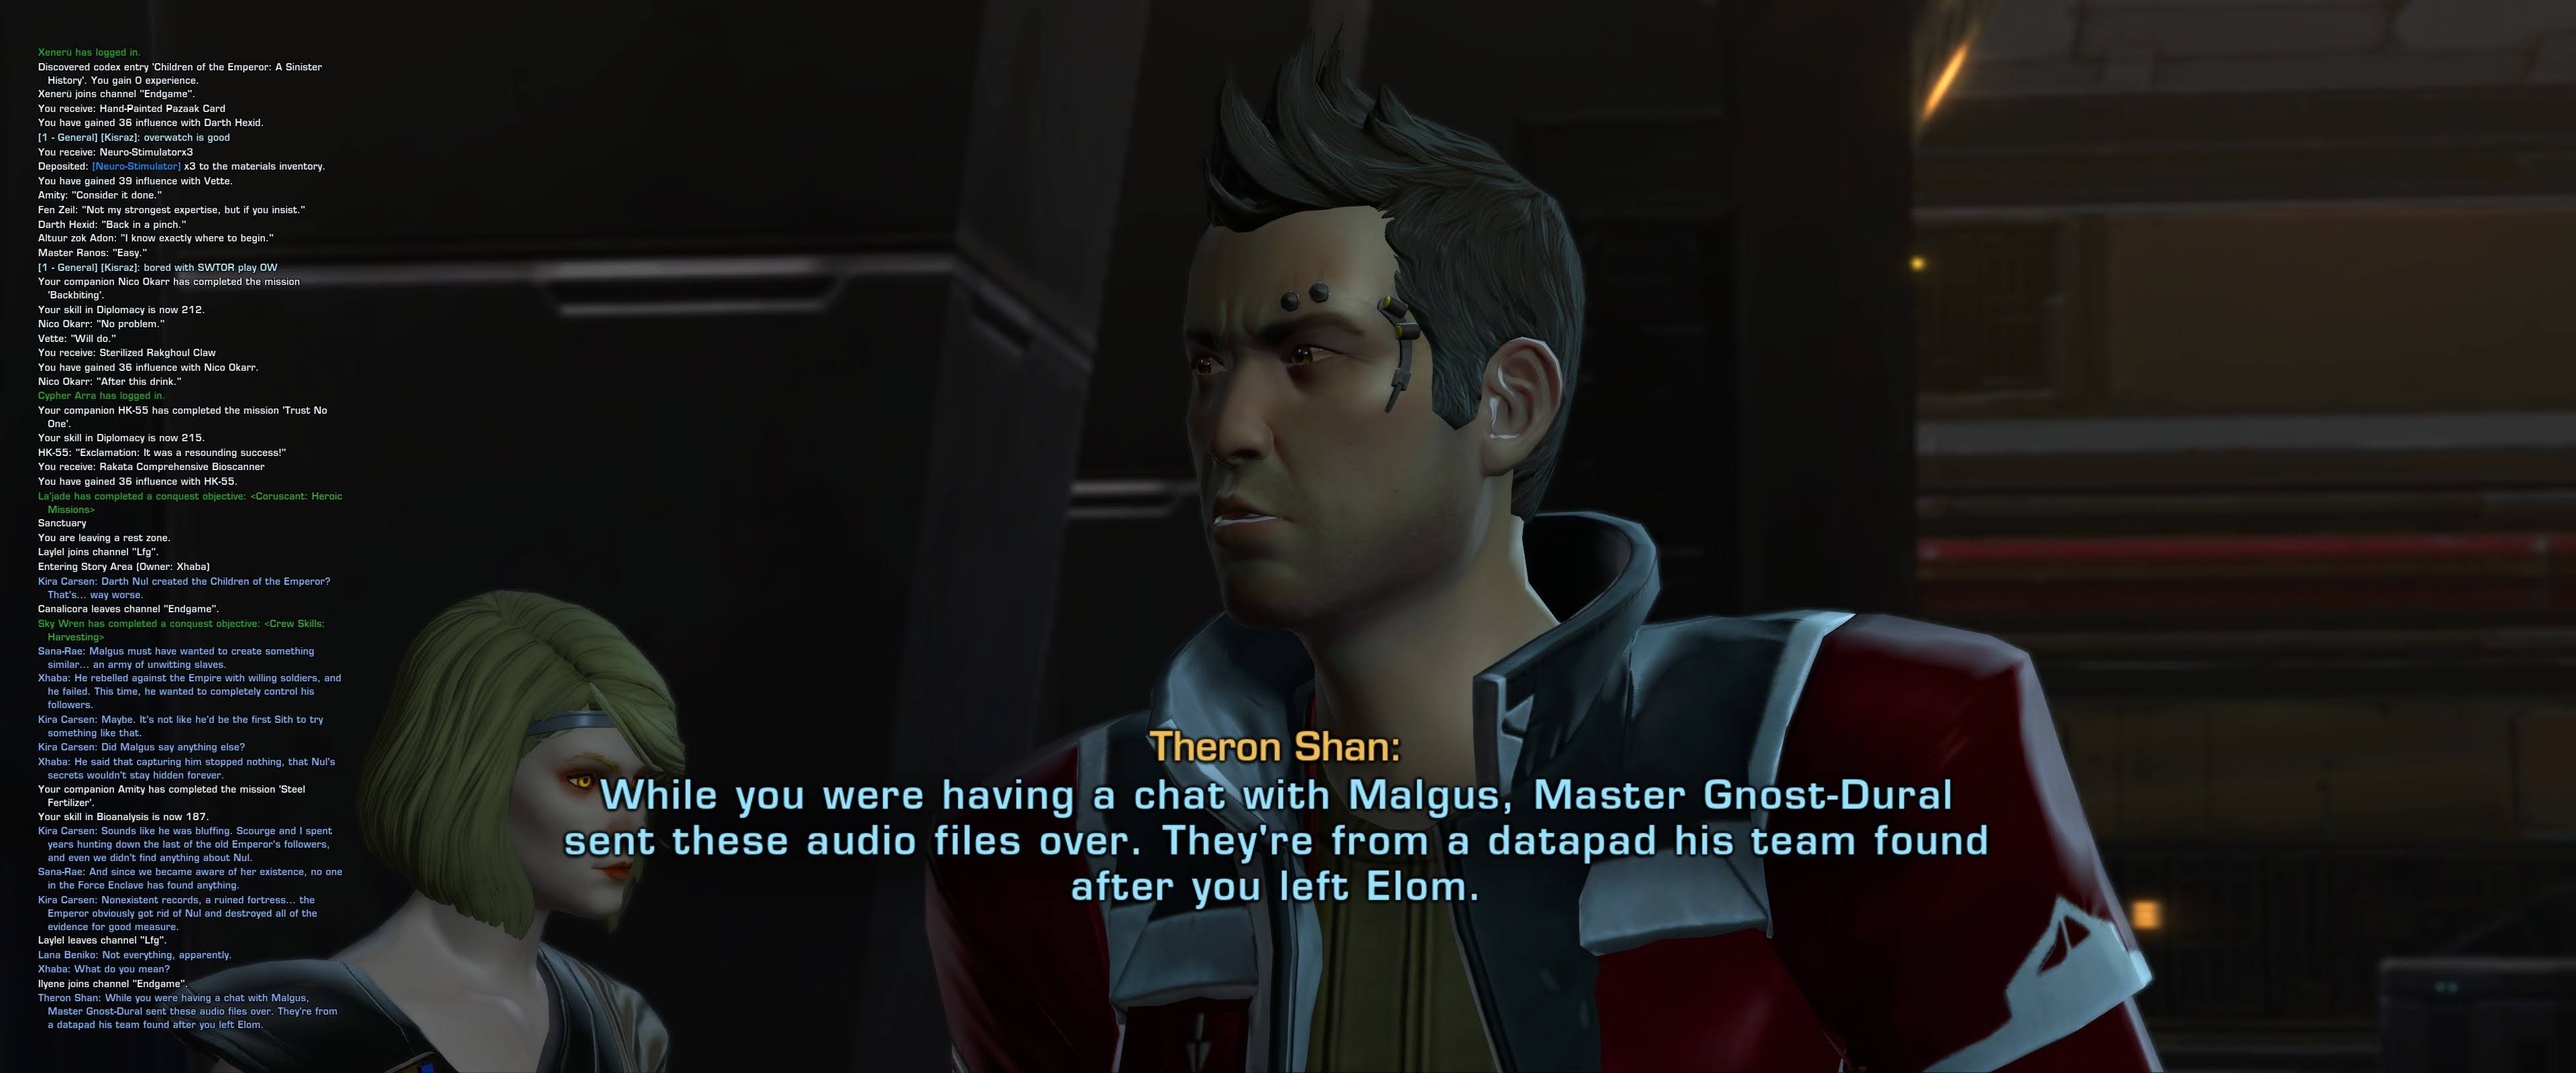 Xenerü has logged in.
Discovered codex entry 'Children of the Emperor: A Sinister
History'. You gain 0 experience.
Xenerü joins channel "Endgame".
You receive: Hand-Painted Pazaak Card
You have gained 36 influence with Darth Hexid.
[1 - General] [Kisraz]: overwatch is good
You receive: Neuro-Stimulatorx3
Deposited: [Neuro-Stimulator] x3 to the materials inventory.
You have gained 39 influence with Vette.
Amity: "Consider it done."
Fen Zeil: "Not my strongest expertise, but if you insist."
Darth Hexid: "Back in a pinch."
Altuur zok Adon: "I know exactly where to begin."
Master Ranos: "Easy."
[1 - General] [Kisraz]: bored with SWTOR play OW
Your companion Nico Okarr has completed the mission
'Backbiting'.
Your skill in Diplomacy is now 212.
Nico Okarr: "No problem."
Vette: "Will do."
You receive: Sterilized Rakghoul Claw
You have gained 36 influence with Nico Okarr.
Nico Okarr: "After this drink."
Cypher Arra has logged in.
Your companion HK-55 has completed the mission 'Trust No
One'.
Your skill in Diplomacy is now 215.
HK-55: "Exclamation: It was a resounding success!"
You receive: Rakata Comprehensive Bioscanner
You have gained 36 influence with HK-55.
La'jade has completed a conquest objective: <Coruscant: Heroic
Missions>
Sanctuary
You are leaving a rest zone.
Laylel joins channel "Lfg".
Entering Story Area (Owner: Xhaba)
Kira Carsen: Darth Nul created the Children of the Emperor?
That's... way worse.
Canalicora leaves channel "Endgame".
Sky Wren has completed a conquest objective: <Crew Skills:
Harvesting>
Sana-Rae: Malgus must have wanted to create something
similar... an army of unwitting slaves.
Xhaba: He rebelled against the Empire with willing soldiers, and
he failed. This time, he wanted to completely control his
followers.
Kira Carsen: Maybe. It's not like he'd be the first Sith to try
something like that.
Kira Carsen: Did Malgus say anything else?
Xhaba: He said that capturing him stopped nothing, that Nul's
secrets wouldn't stay hidden forever.
Your companion Amity has completed the mission 'Steel
Fertilizer'.
Your skill in Bioanalysis is now 187.
Kira Carsen: Sounds like he was bluffing. Scourge and I spent
years hunting down the last of the old Emperor's followers,
and even we didn't find anything about Nul.
Sana-Rae: And since we became aware of her existence, no one
in the Force Enclave has found anything.
Kira Carsen: Nonexistent records, a ruined fortress... the
Emperor obviously got rid of Nul and destroyed all of the
evidence for good measure.
Laylel leaves channel "Lfg".
Lana Beniko: Not everything, apparently.
Xhaba: What do you mean?
Ilyene joins channel "Endgame".
Theron Shan: While you were having a chat with Malgus,
Master Gnost-Dural sent these audio files over. They're from
a datapad his team found after you left Elom.
Theron Shan:
While you were having a chat with Malgus, Master Gnost-Dural
sent these audio files over. They're from a datapad his team found
after you left Elom.